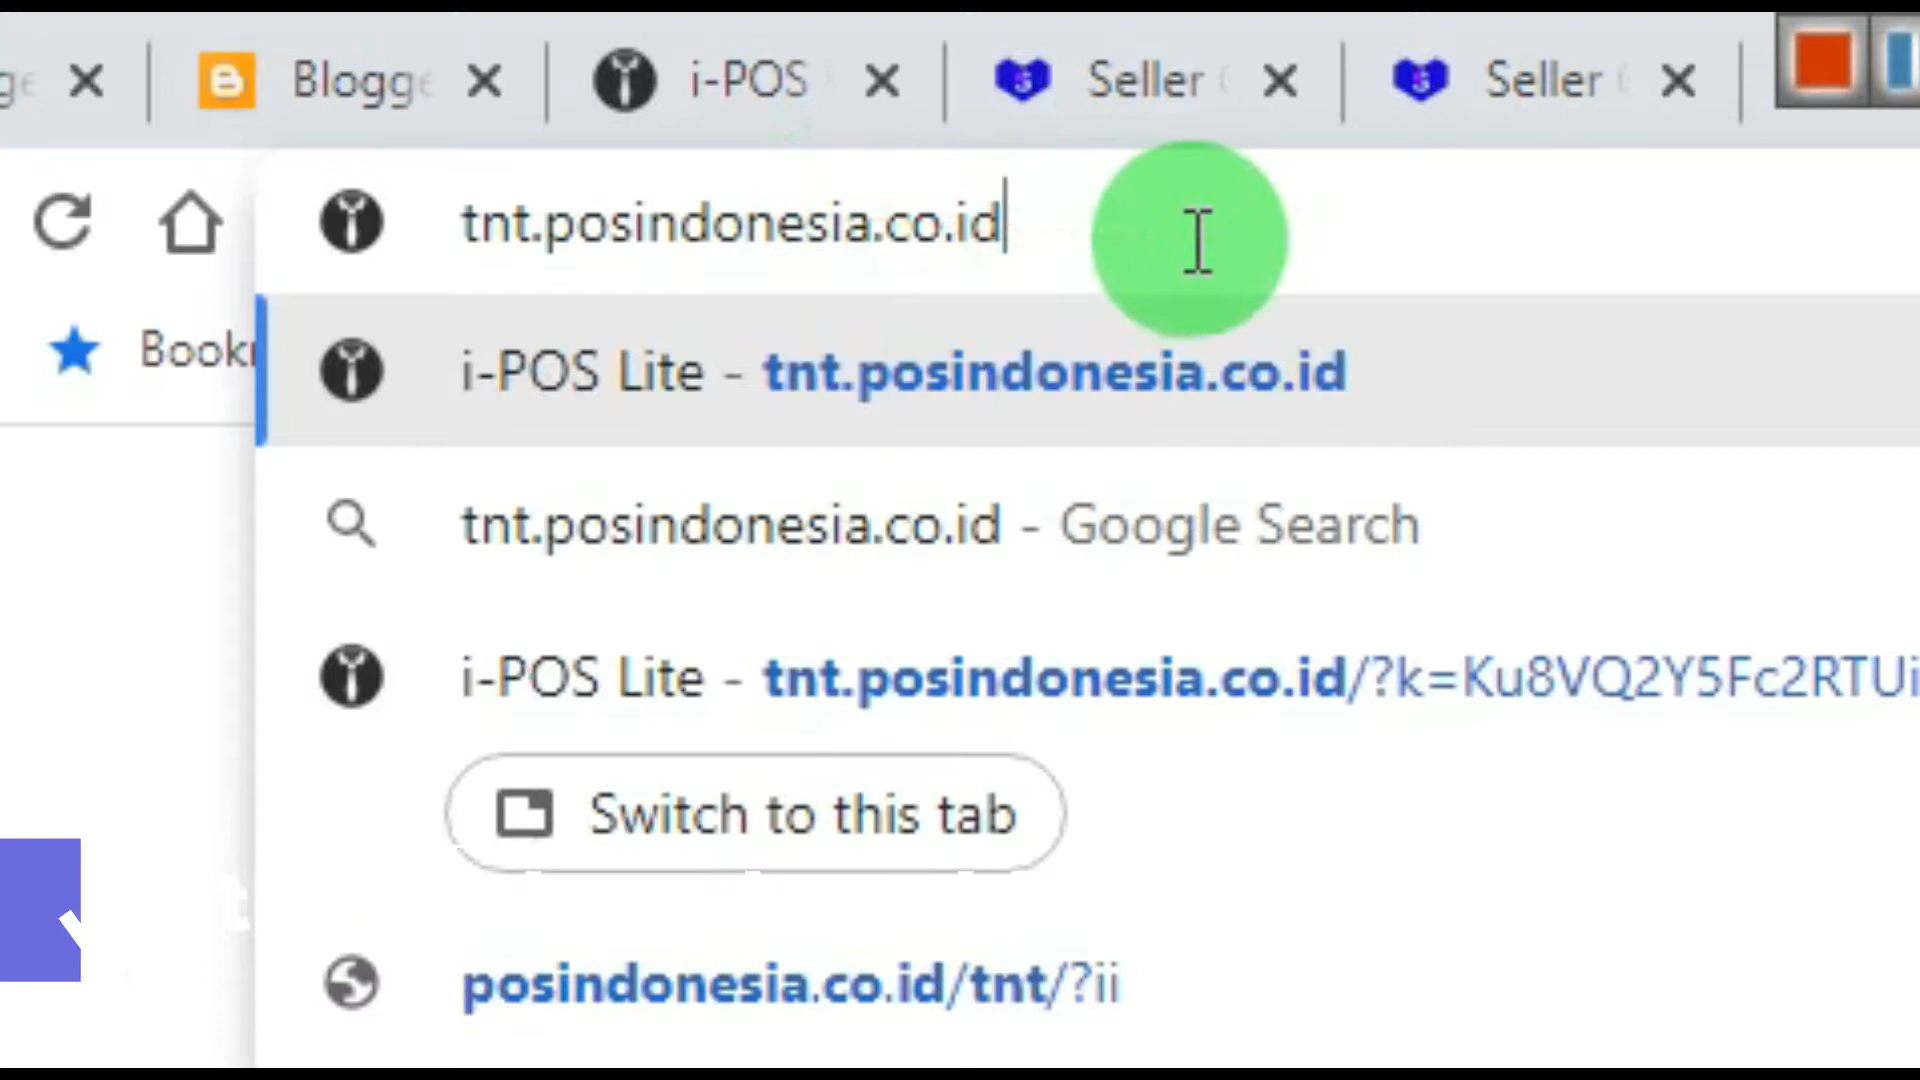 Blogge
i-POS
Seller
Seller
tnt.posindonesia.co.id
Book
i-POS Lite - tnt.posindonesia.co.id
tnt.posindonesia.co.id - Google Search
i-POS Lite - tnt.posindonesia.co.id/?k=Ku8VQ2Y5Fc2RTUi
Switch to this tab
posindonesia.co.id/tnt/?ii